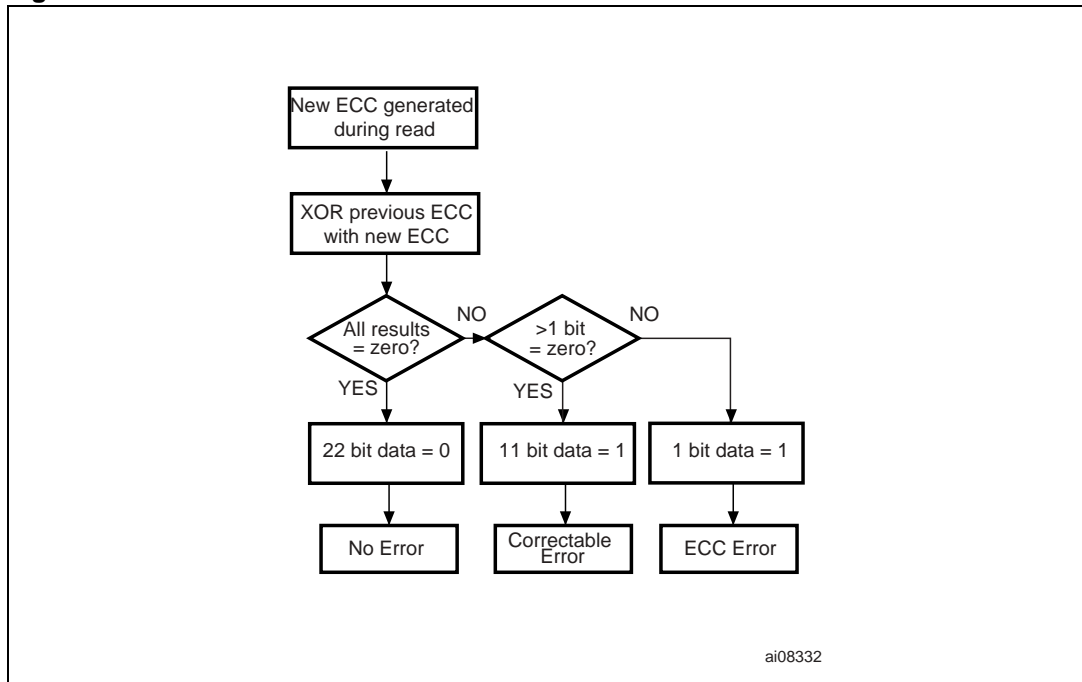 New ECC generated
during read
XOR previous ECC
with new ECC
All results
= zero?
NO
>1 bit
= zero?
NO
YES
YES
22 bit data = 0
11 bit data = 1
1 bit data = 1
No Error
Correctable
Error
ECC Error
ai08332